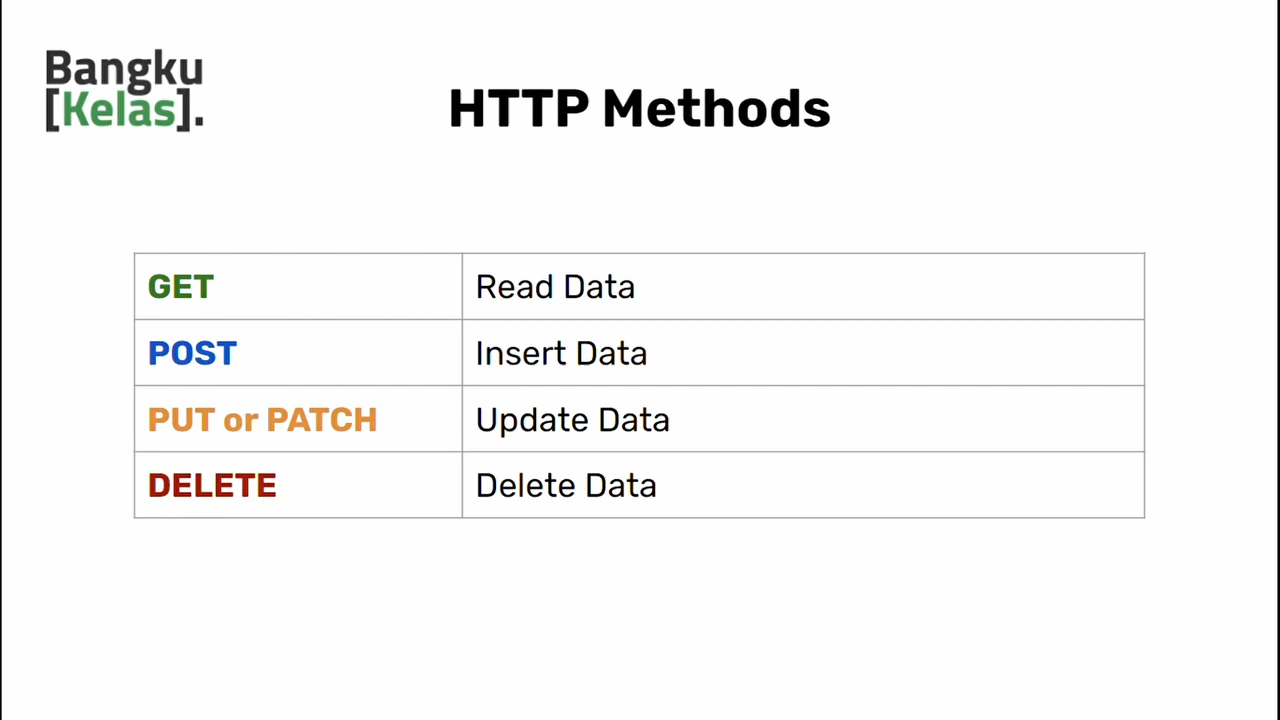 Bangku
[Kelas].
HTTP Methods
GET Read Data
POST Insert Data
PUT or PATCH Update Data
DELETE Delete Data